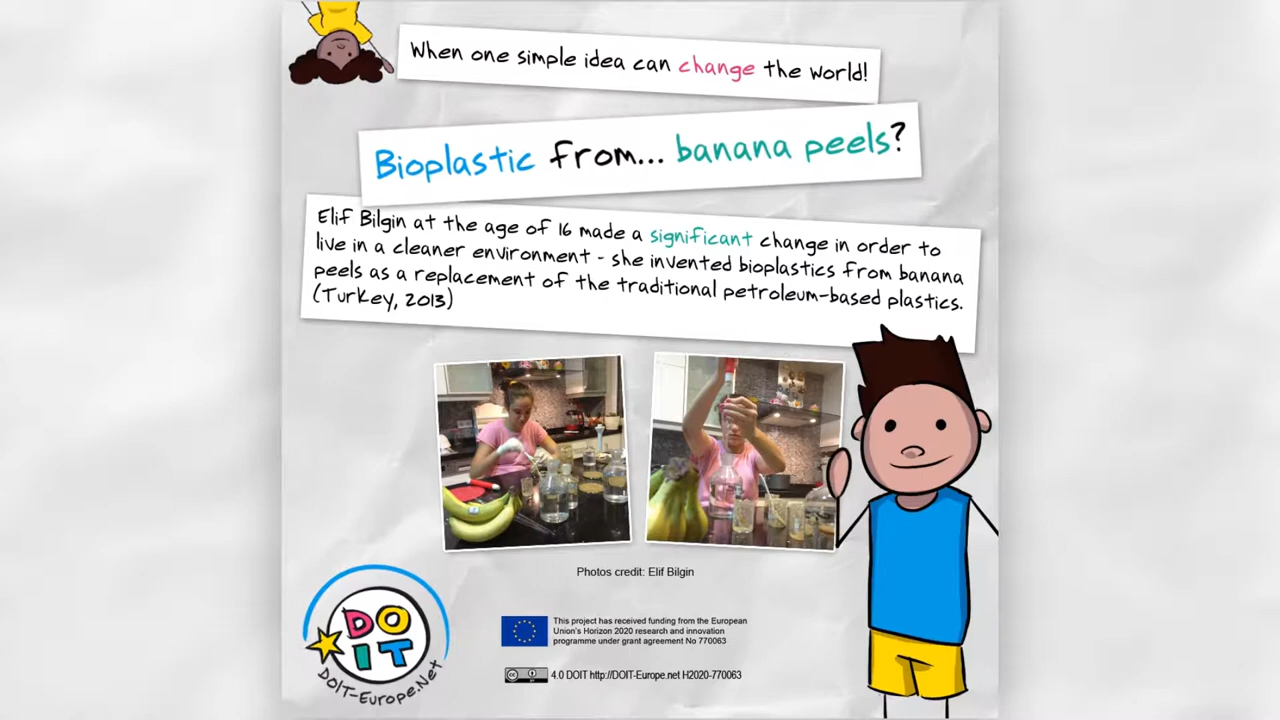 When one simple idea can change the world!
Bioplastic from... banana peels?
Elif Bilgin at the age of 16 made a significant change in order to
live in a cleaner environment - she invented bioplastics from banana
peels as a replacement of the traditional petroleum-based plastics.
(Turkey, 2013)
Photos credit: Elif Bilgin
DO
IT
DOIT-Europe.Net
This project has received funding from the European
Union's Horizon 2020 research and innovation
programme under grant agreement No 770063
cc BY 4.0 DOIT http://DOIT-Europe.net H2020-770063